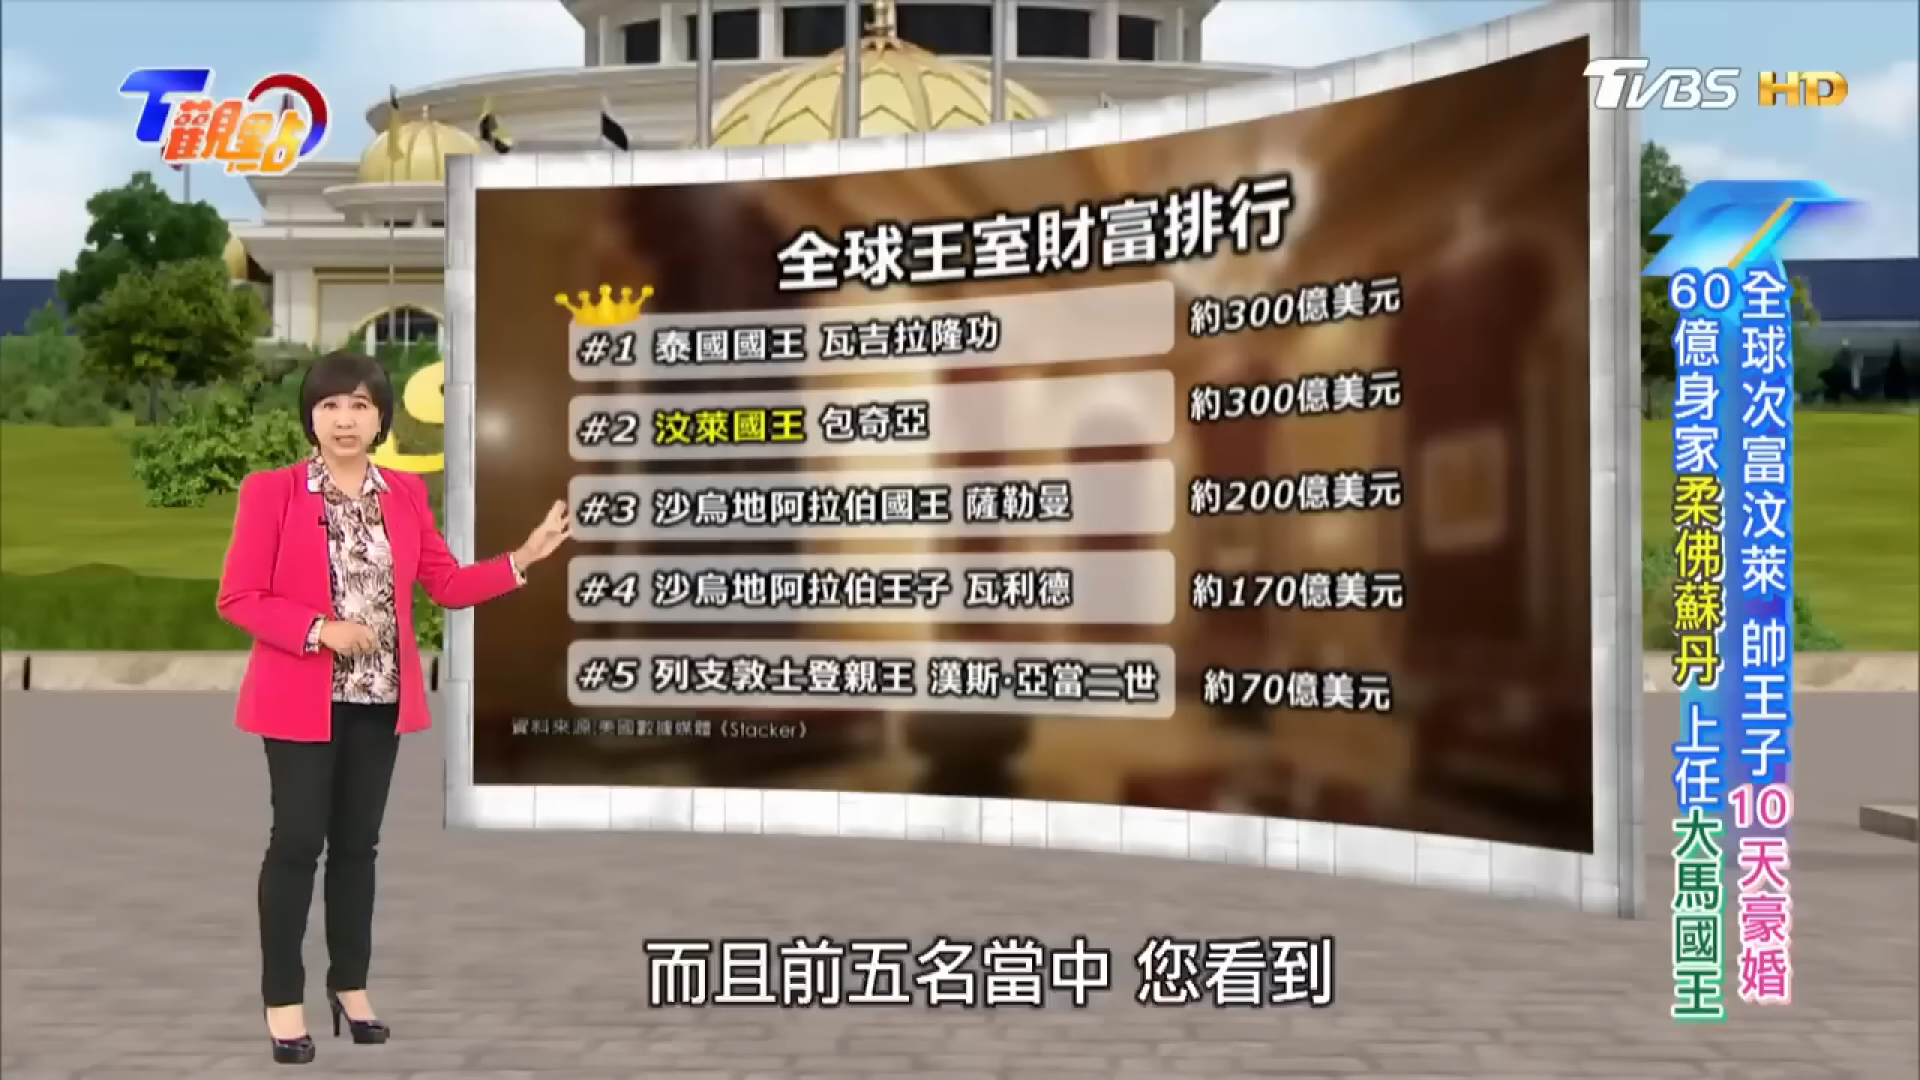 T觀點
TVBS HD
全球王室財富排行
#1 泰國國王 瓦吉拉隆功 約300億美元
#2 汶萊國王 包奇亞 約300億美元
#3 沙烏地阿拉伯國王 薩勒曼 約200億美元
#4 沙烏地阿拉伯王子 瓦利德 約170億美元
#5 列支敦士登親王 漢斯·亞當二世 約70億美元
資料來源:美國數據媒體《Stacker》
全球次富汶萊 帥王子10天豪婚
60億身家柔佛蘇丹 上任大馬國王
而且前五名當中 您看到